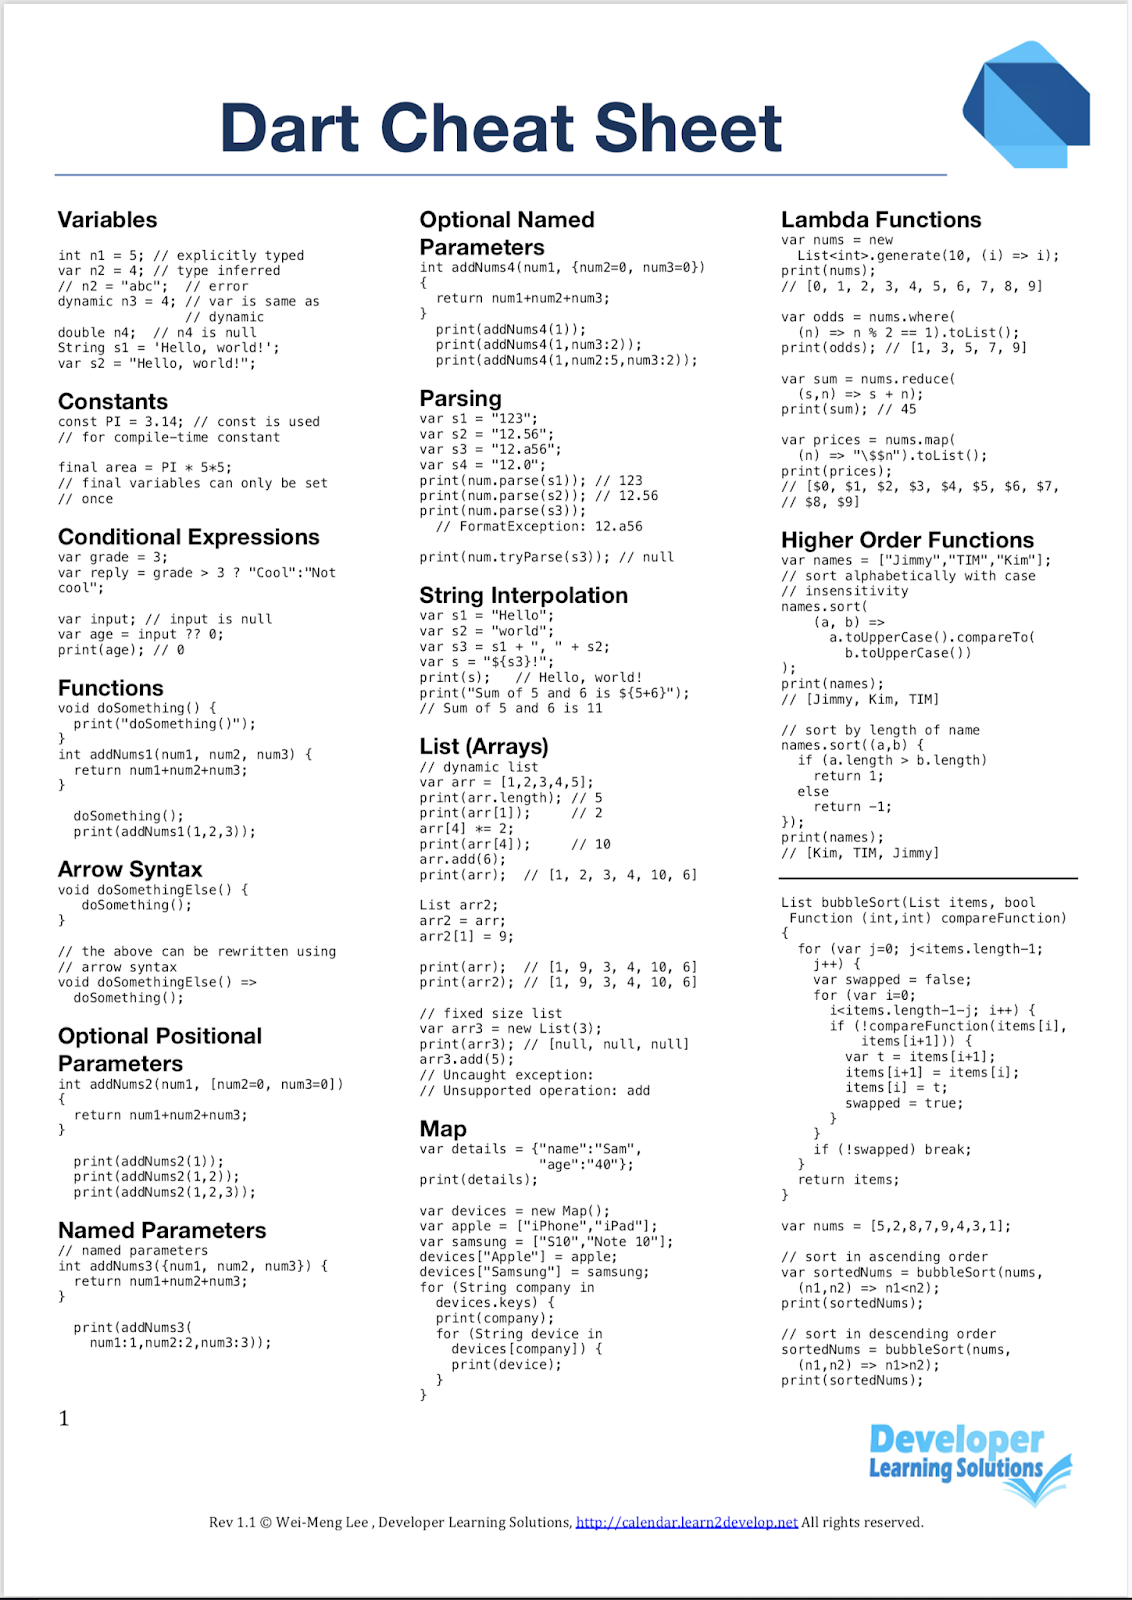 Dart Cheat Sheet
Variables
int n1 = 5; // explicitly typed
var n2 = 4; // type inferred
// n2 = "abc";  // error
dynamic n3 = 4; // var is same as
                // dynamic
double n4;  // n4 is null
String s1 = 'Hello, world!';
var s2 = "Hello, world!";
Constants
const PI = 3.14; // const is used
// for compile-time constant
final area = PI * 5*5;
// final variables can only be set
// once
Conditional Expressions
var grade = 3;
var reply = grade > 3 ? "Cool":"Not
cool";
var input; // input is null
var age = input ?? 0;
print(age); // 0
Functions
void doSomething() {
  print("doSomething()");
}
int addNums1(num1, num2, num3) {
  return num1+num2+num3;
}
  doSomething();
  print(addNums1(1,2,3));
Arrow Syntax
void doSomethingElse() {
   doSomething();
}
// the above can be rewritten using
// arrow syntax
void doSomethingElse() =>
  doSomething();
Optional Positional
Parameters
int addNums2(num1, [num2=0, num3=0])
{
  return num1+num2+num3;
}
  print(addNums2(1));
  print(addNums2(1,2));
  print(addNums2(1,2,3));
Named Parameters
// named parameters
int addNums3({num1, num2, num3}) {
  return num1+num2+num3;
}
  print(addNums3(
    num1:1,num2:2,num3:3));
Optional Named
Parameters
int addNums4(num1, {num2=0, num3=0})
{
  return num1+num2+num3;
}
  print(addNums4(1));
  print(addNums4(1,num3:2));
  print(addNums4(1,num2:5,num3:2));
Parsing
var s1 = "123";
var s2 = "12.56";
var s3 = "12.a56";
var s4 = "12.0";
print(num.parse(s1)); // 123
print(num.parse(s2)); // 12.56
print(num.parse(s3));
  // FormatException: 12.a56
print(num.tryParse(s3)); // null
String Interpolation
var s1 = "Hello";
var s2 = "world";
var s3 = s1 + ", " + s2;
var s = "${s3}!";
print(s);   // Hello, world!
print("Sum of 5 and 6 is ${5+6}");
// Sum of 5 and 6 is 11
List (Arrays)
// dynamic list
var arr = [1,2,3,4,5];
print(arr.length); // 5
print(arr[1]);     // 2
arr[4] *= 2;
print(arr[4]);     // 10
arr.add(6);
print(arr);  // [1, 2, 3, 4, 10, 6]
List arr2;
arr2 = arr;
arr2[1] = 9;
print(arr);  // [1, 9, 3, 4, 10, 6]
print(arr2); // [1, 9, 3, 4, 10, 6]
// fixed size list
var arr3 = new List(3);
print(arr3); // [null, null, null]
arr3.add(5);
// Uncaught exception:
// Unsupported operation: add
Map
var details = {"name":"Sam",
               "age":"40"};
print(details);
var devices = new Map();
var apple = ["iPhone","iPad"];
var samsung = ["S10","Note 10"];
devices["Apple"] = apple;
devices["Samsung"] = samsung;
for (String company in
  devices.keys) {
  print(company);
  for (String device in
    devices[company]) {
    print(device);
  }
}
Lambda Functions
var nums = new
  List<int>.generate(10, (i) => i);
print(nums);
// [0, 1, 2, 3, 4, 5, 6, 7, 8, 9]
var odds = nums.where(
  (n) => n % 2 == 1).toList();
print(odds); // [1, 3, 5, 7, 9]
var sum = nums.reduce(
  (s,n) => s + n);
print(sum); // 45
var prices = nums.map(
  (n) => "\$$n").toList();
print(prices);
// [$0, $1, $2, $3, $4, $5, $6, $7,
// $8, $9]
Higher Order Functions
var names = ["Jimmy","TIM","Kim"];
// sort alphabetically with case
// insensitivity
names.sort(
    (a, b) =>
      a.toUpperCase().compareTo(
        b.toUpperCase())
);
print(names);
// [Jimmy, Kim, TIM]
// sort by length of name
names.sort((a,b) {
  if (a.length > b.length)
    return 1;
  else
    return -1;
});
print(names);
// [Kim, TIM, Jimmy]
List bubbleSort(List items, bool
 Function (int,int) compareFunction)
{
  for (var j=0; j<items.length-1;
    j++) {
    var swapped = false;
    for (var i=0;
      i<items.length-1-j; i++) {
      if (!compareFunction(items[i],
          items[i+1])) {
        var t = items[i+1];
        items[i+1] = items[i];
        items[i] = t;
        swapped = true;
      }
    }
    if (!swapped) break;
  }
  return items;
}
var nums = [5,2,8,7,9,4,3,1];
// sort in ascending order
var sortedNums = bubbleSort(nums,
  (n1,n2) => n1<n2);
print(sortedNums);
// sort in descending order
sortedNums = bubbleSort(nums,
  (n1,n2) => n1>n2);
print(sortedNums);
1
Developer
Learning Solutions
Rev 1.1 © Wei-Meng Lee , Developer Learning Solutions, http://calendar.learn2develop.net All rights reserved.